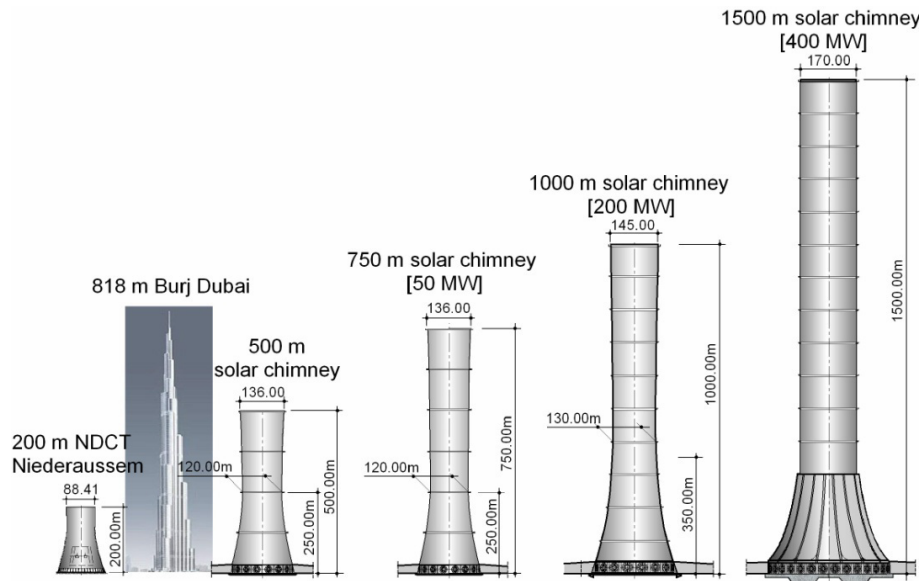 1500 m solar chimney
[400 MW]
170.00
1500.00m
1000 m solar chimney
[200 MW]
145.00
130.00m
1000.00m
350.00m
750 m solar chimney
[50 MW]
136.00
120.00m
750.00m
250.00m
818 m Burj Dubai
500 m
solar chimney
136.00
120.00m
500.00m
250.00m
200 m NDCT
Niederaussem
88.41
200.00m